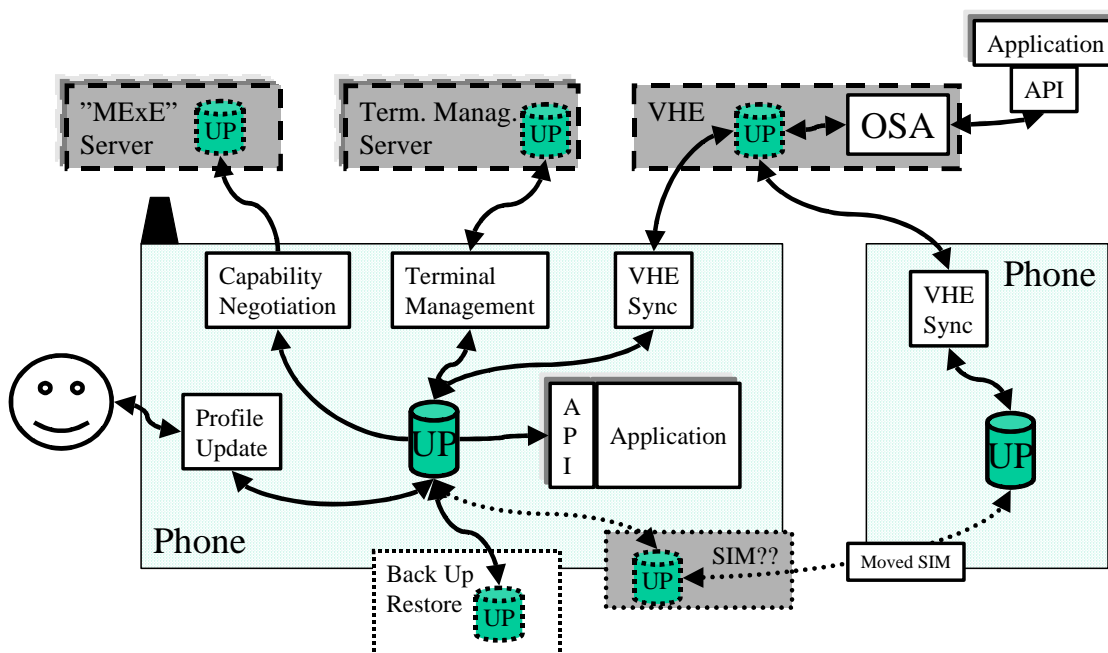 Application
API
”MExE”
Server
UP
Term. Manag.
Server
UP
VHE
UP
OSA
Capability
Negotiation
Terminal
Management
VHE
Sync
Phone
VHE
Sync
Profile
Update
UP
A
P
I
Application
UP
Phone
Back Up
Restore
UP
SIM??
UP
Moved SIM